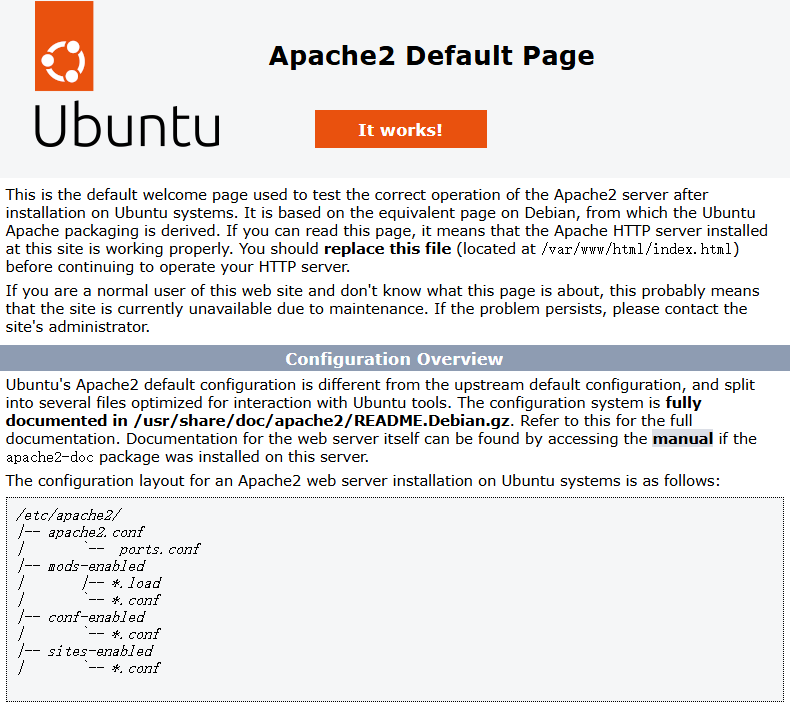 Apache2 Default Page
Ubuntu
It works!
This is the default welcome page used to test the correct operation of the Apache2 server after
installation on Ubuntu systems. It is based on the equivalent page on Debian, from which the Ubuntu
Apache packaging is derived. If you can read this page, it means that the Apache HTTP server installed
at this site is working properly. You should replace this file (located at /var/www/html/index.html)
before continuing to operate your HTTP server.
If you are a normal user of this web site and don't know what this page is about, this probably means
that the site is currently unavailable due to maintenance. If the problem persists, please contact the
site's administrator.
Configuration Overview
Ubuntu's Apache2 default configuration is different from the upstream default configuration, and split
into several files optimized for interaction with Ubuntu tools. The configuration system is fully
documented in /usr/share/doc/apache2/README.Debian.gz. Refer to this for the full
documentation. Documentation for the web server itself can be found by accessing the manual if the
apache2-doc package was installed on this server.
The configuration layout for an Apache2 web server installation on Ubuntu systems is as follows:
/etc/apache2/
|-- apache2.conf
|       `--  ports.conf
|-- mods-enabled
|       |-- *.load
|       `-- *.conf
|-- conf-enabled
|       `-- *.conf
|-- sites-enabled
|       `-- *.conf